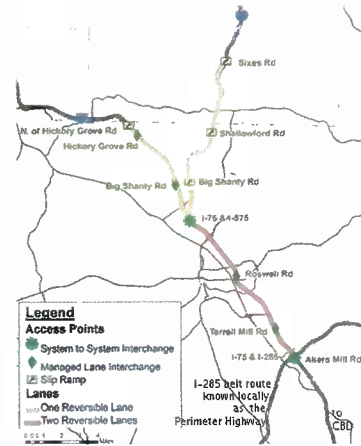 Sixes Rd
N. of Hickory Grove Rd
Shallowford Rd
Hickory Grove Rd
Big Shanty Rd
Big Shanty Rd
I-75 & I-575
Roswell Rd
Terrell Mill Rd
I-75 & I-285
Akers Mill Rd
Legend
Access Points
System to System Interchange
Managed Lane Interchange
Slip Ramp
Lanes
One Reversible Lane
Two Reversible Lanes
Miles
I-285 belt route
known locally
as the
Perimeter Highway
to
CBD